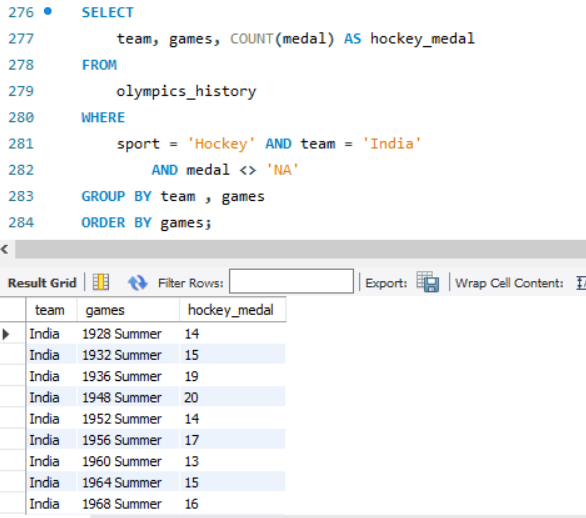 276 SELECT
277 team, games, COUNT(medal) AS hockey_medal
278 FROM
279 olympics_history
280 WHERE
281 sport = 'Hockey' AND team = 'India'
282 AND medal <> 'NA'
283 GROUP BY team , games
284 ORDER BY games;
Result Grid Filter Rows: Export: Wrap Cell Content:
team games hockey_medal
India 1928 Summer 14
India 1932 Summer 15
India 1936 Summer 19
India 1948 Summer 20
India 1952 Summer 14
India 1956 Summer 17
India 1960 Summer 13
India 1964 Summer 15
India 1968 Summer 16